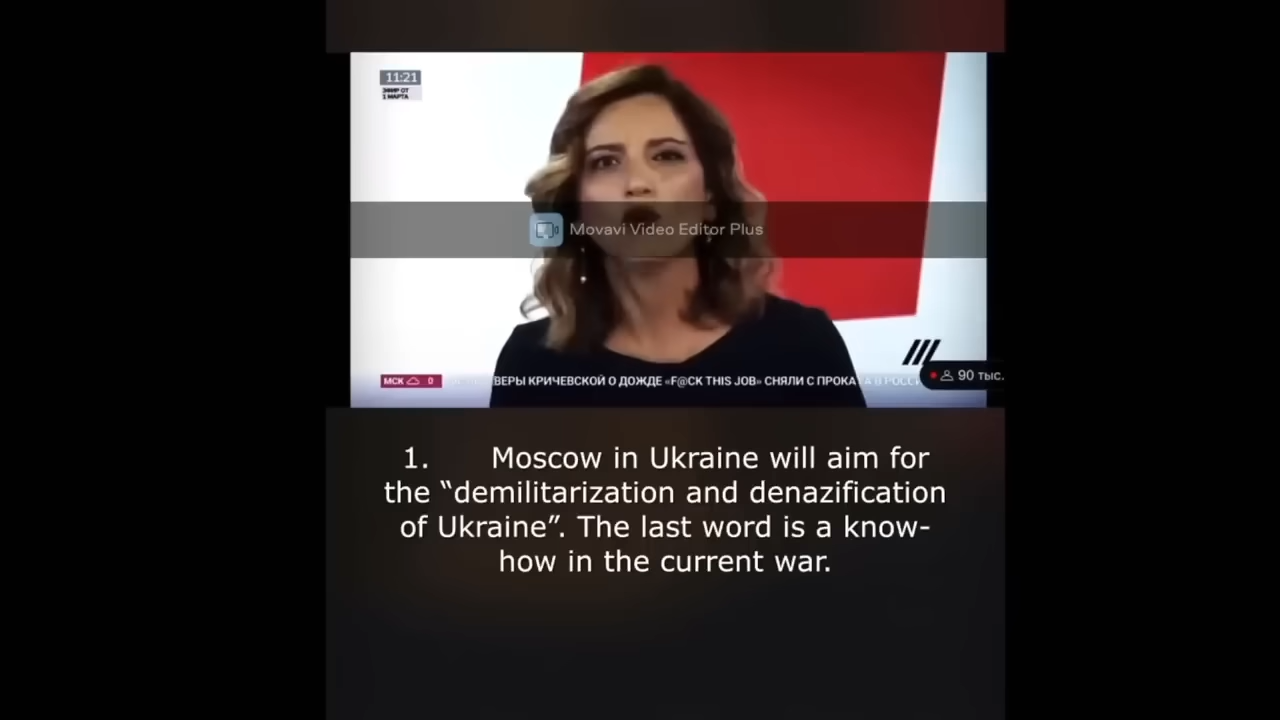 11:21
ЭФИР ОТ
1 МАРТА
Movavi Video Editor Plus
МСК 0 ВЕРЫ КРИЧЕВСКОЙ О ДОЖДЕ «F@CK THIS JOB» СНЯЛИ С ПРОКАТА В РОСС
90 тыс.
1. Moscow in Ukraine will aim for
the “demilitarization and denazification
of Ukraine”. The last word is a know-
how in the current war.